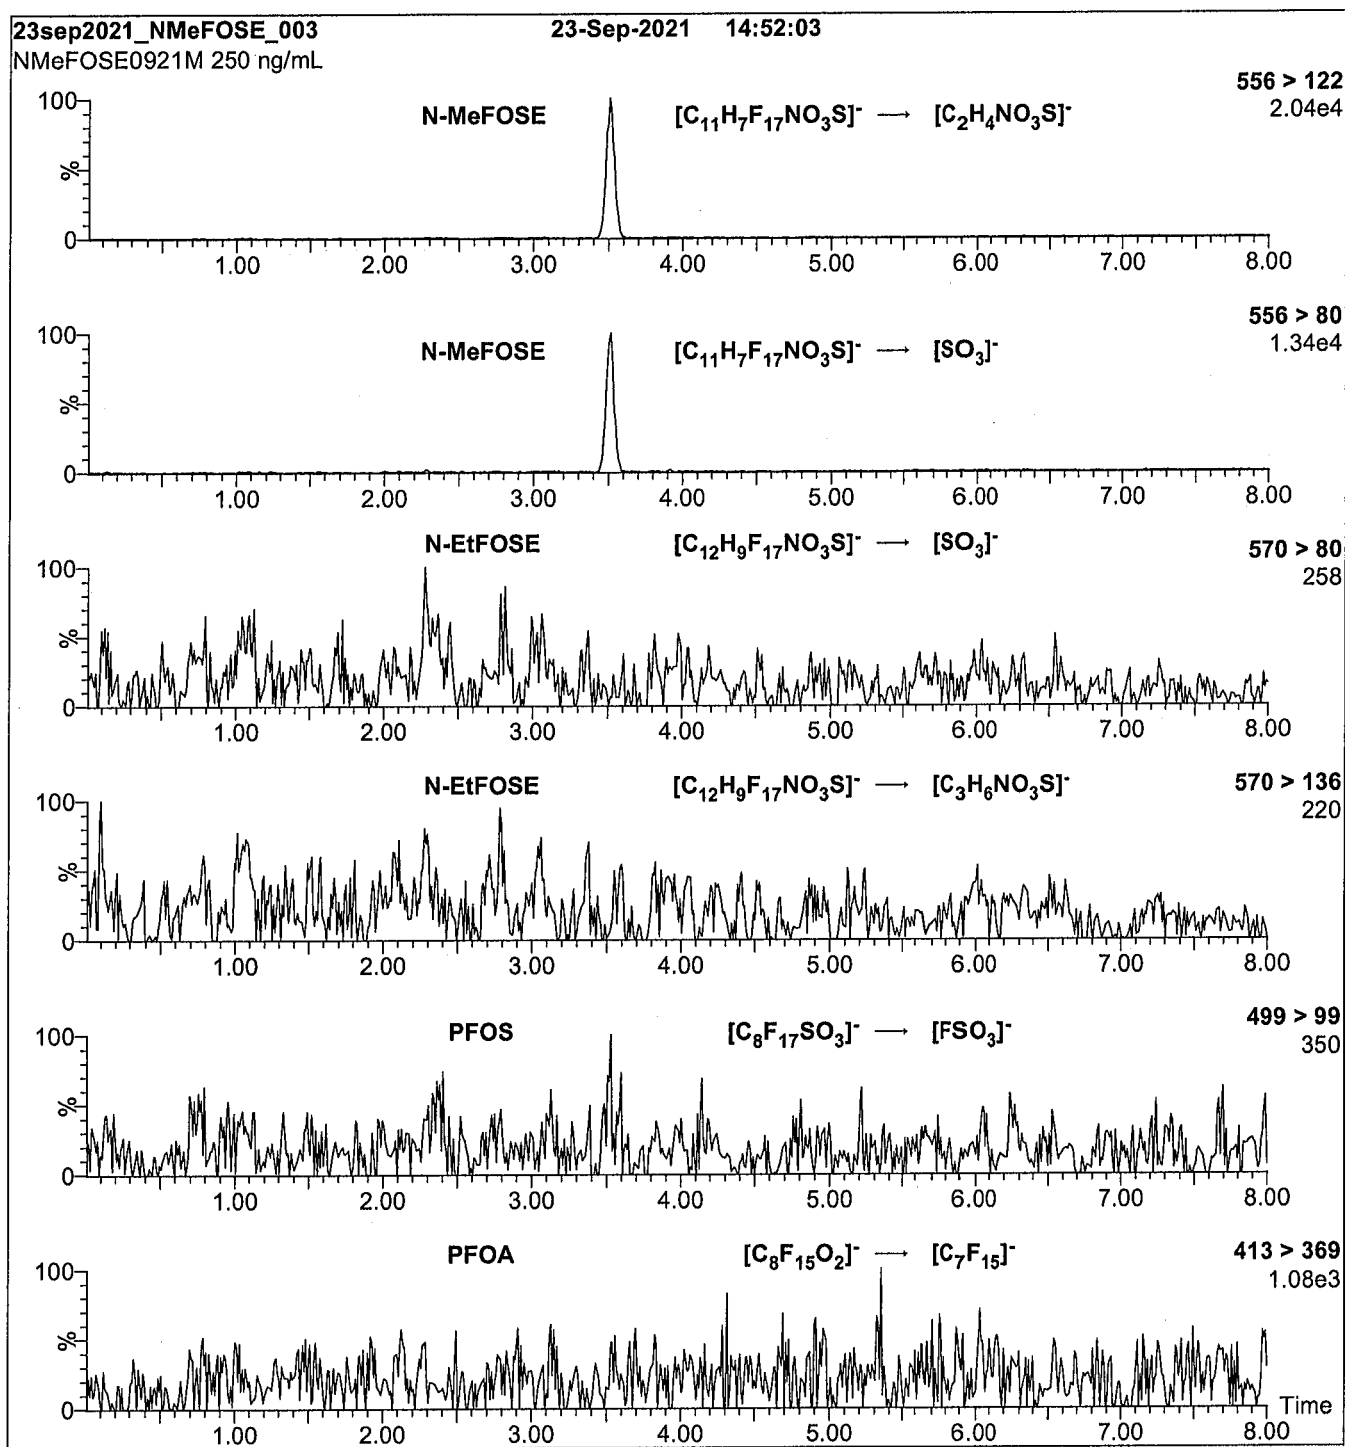 23sep2021_NMeFOSE_003 23-Sep-2021 14:52:03
NMeFOSE0921M 250 ng/mL
556 > 122
2.04e4
N-MeFOSE [C₁₁H₇F₁₇NO₃S]⁻ → [C₂H₄NO₃S]⁻
100
%
0
1.00 2.00 3.00 4.00 5.00 6.00 7.00 8.00
556 > 80
1.34e4
N-MeFOSE [C₁₁H₇F₁₇NO₃S]⁻ → [SO₃]⁻
100
%
0
1.00 2.00 3.00 4.00 5.00 6.00 7.00 8.00
N-EtFOSE [C₁₂H₉F₁₇NO₃S]⁻ → [SO₃]⁻
570 > 80
258
100
%
0
1.00 2.00 3.00 4.00 5.00 6.00 7.00 8.00
N-EtFOSE [C₁₂H₉F₁₇NO₃S]⁻ → [C₃H₆NO₃S]⁻
570 > 136
220
100
%
0
1.00 2.00 3.00 4.00 5.00 6.00 7.00 8.00
PFOS [C₈F₁₇SO₃]⁻ → [FSO₃]⁻
499 > 99
350
100
%
0
1.00 2.00 3.00 4.00 5.00 6.00 7.00 8.00
PFOA [C₈F₁₅O₂]⁻ → [C₇F₁₅]⁻
413 > 369
1.08e3
100
%
0
Time
1.00 2.00 3.00 4.00 5.00 6.00 7.00 8.00